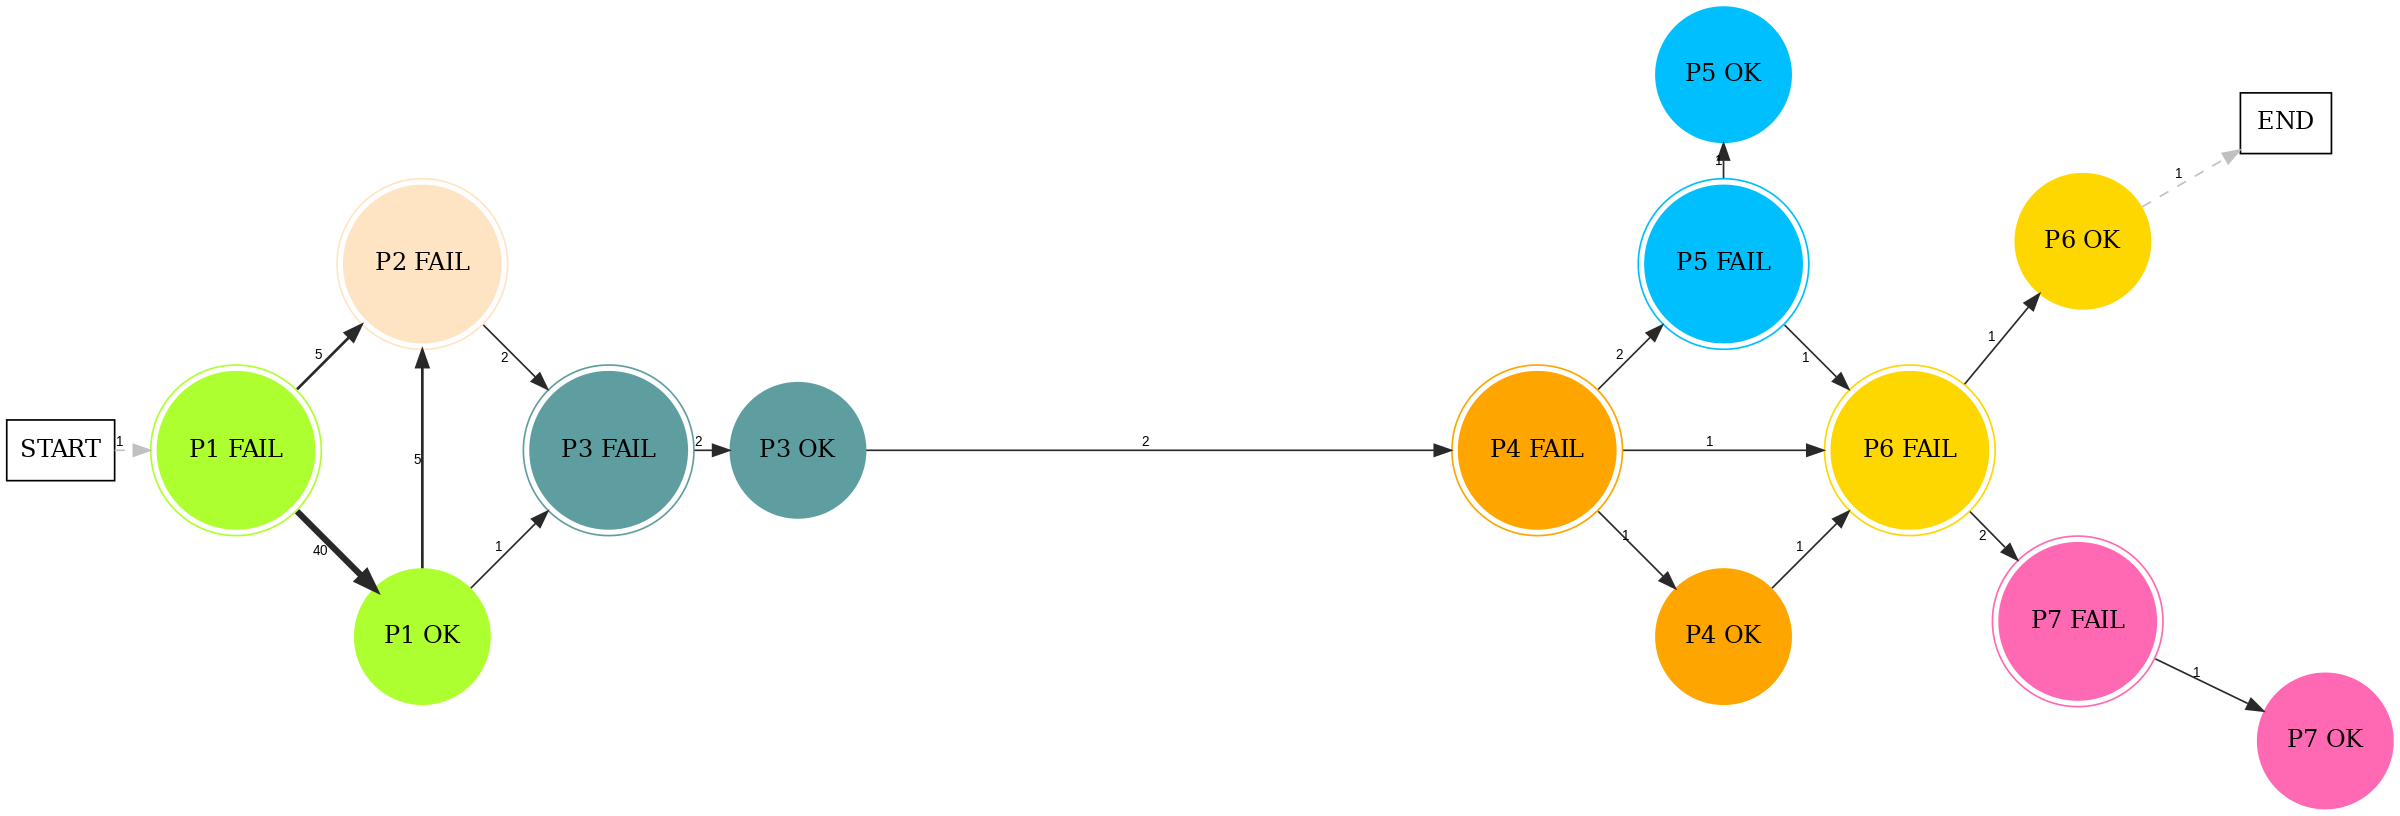 START
1
P1 FAIL
5
40
P2 FAIL
5
P1 OK
2
1
P3 FAIL
2
P3 OK
2
P4 FAIL
2
1
1
P5 OK
1
P5 FAIL
1
P4 OK
1
P6 FAIL
1
2
P6 OK
1
END
P7 FAIL
1
P7 OK